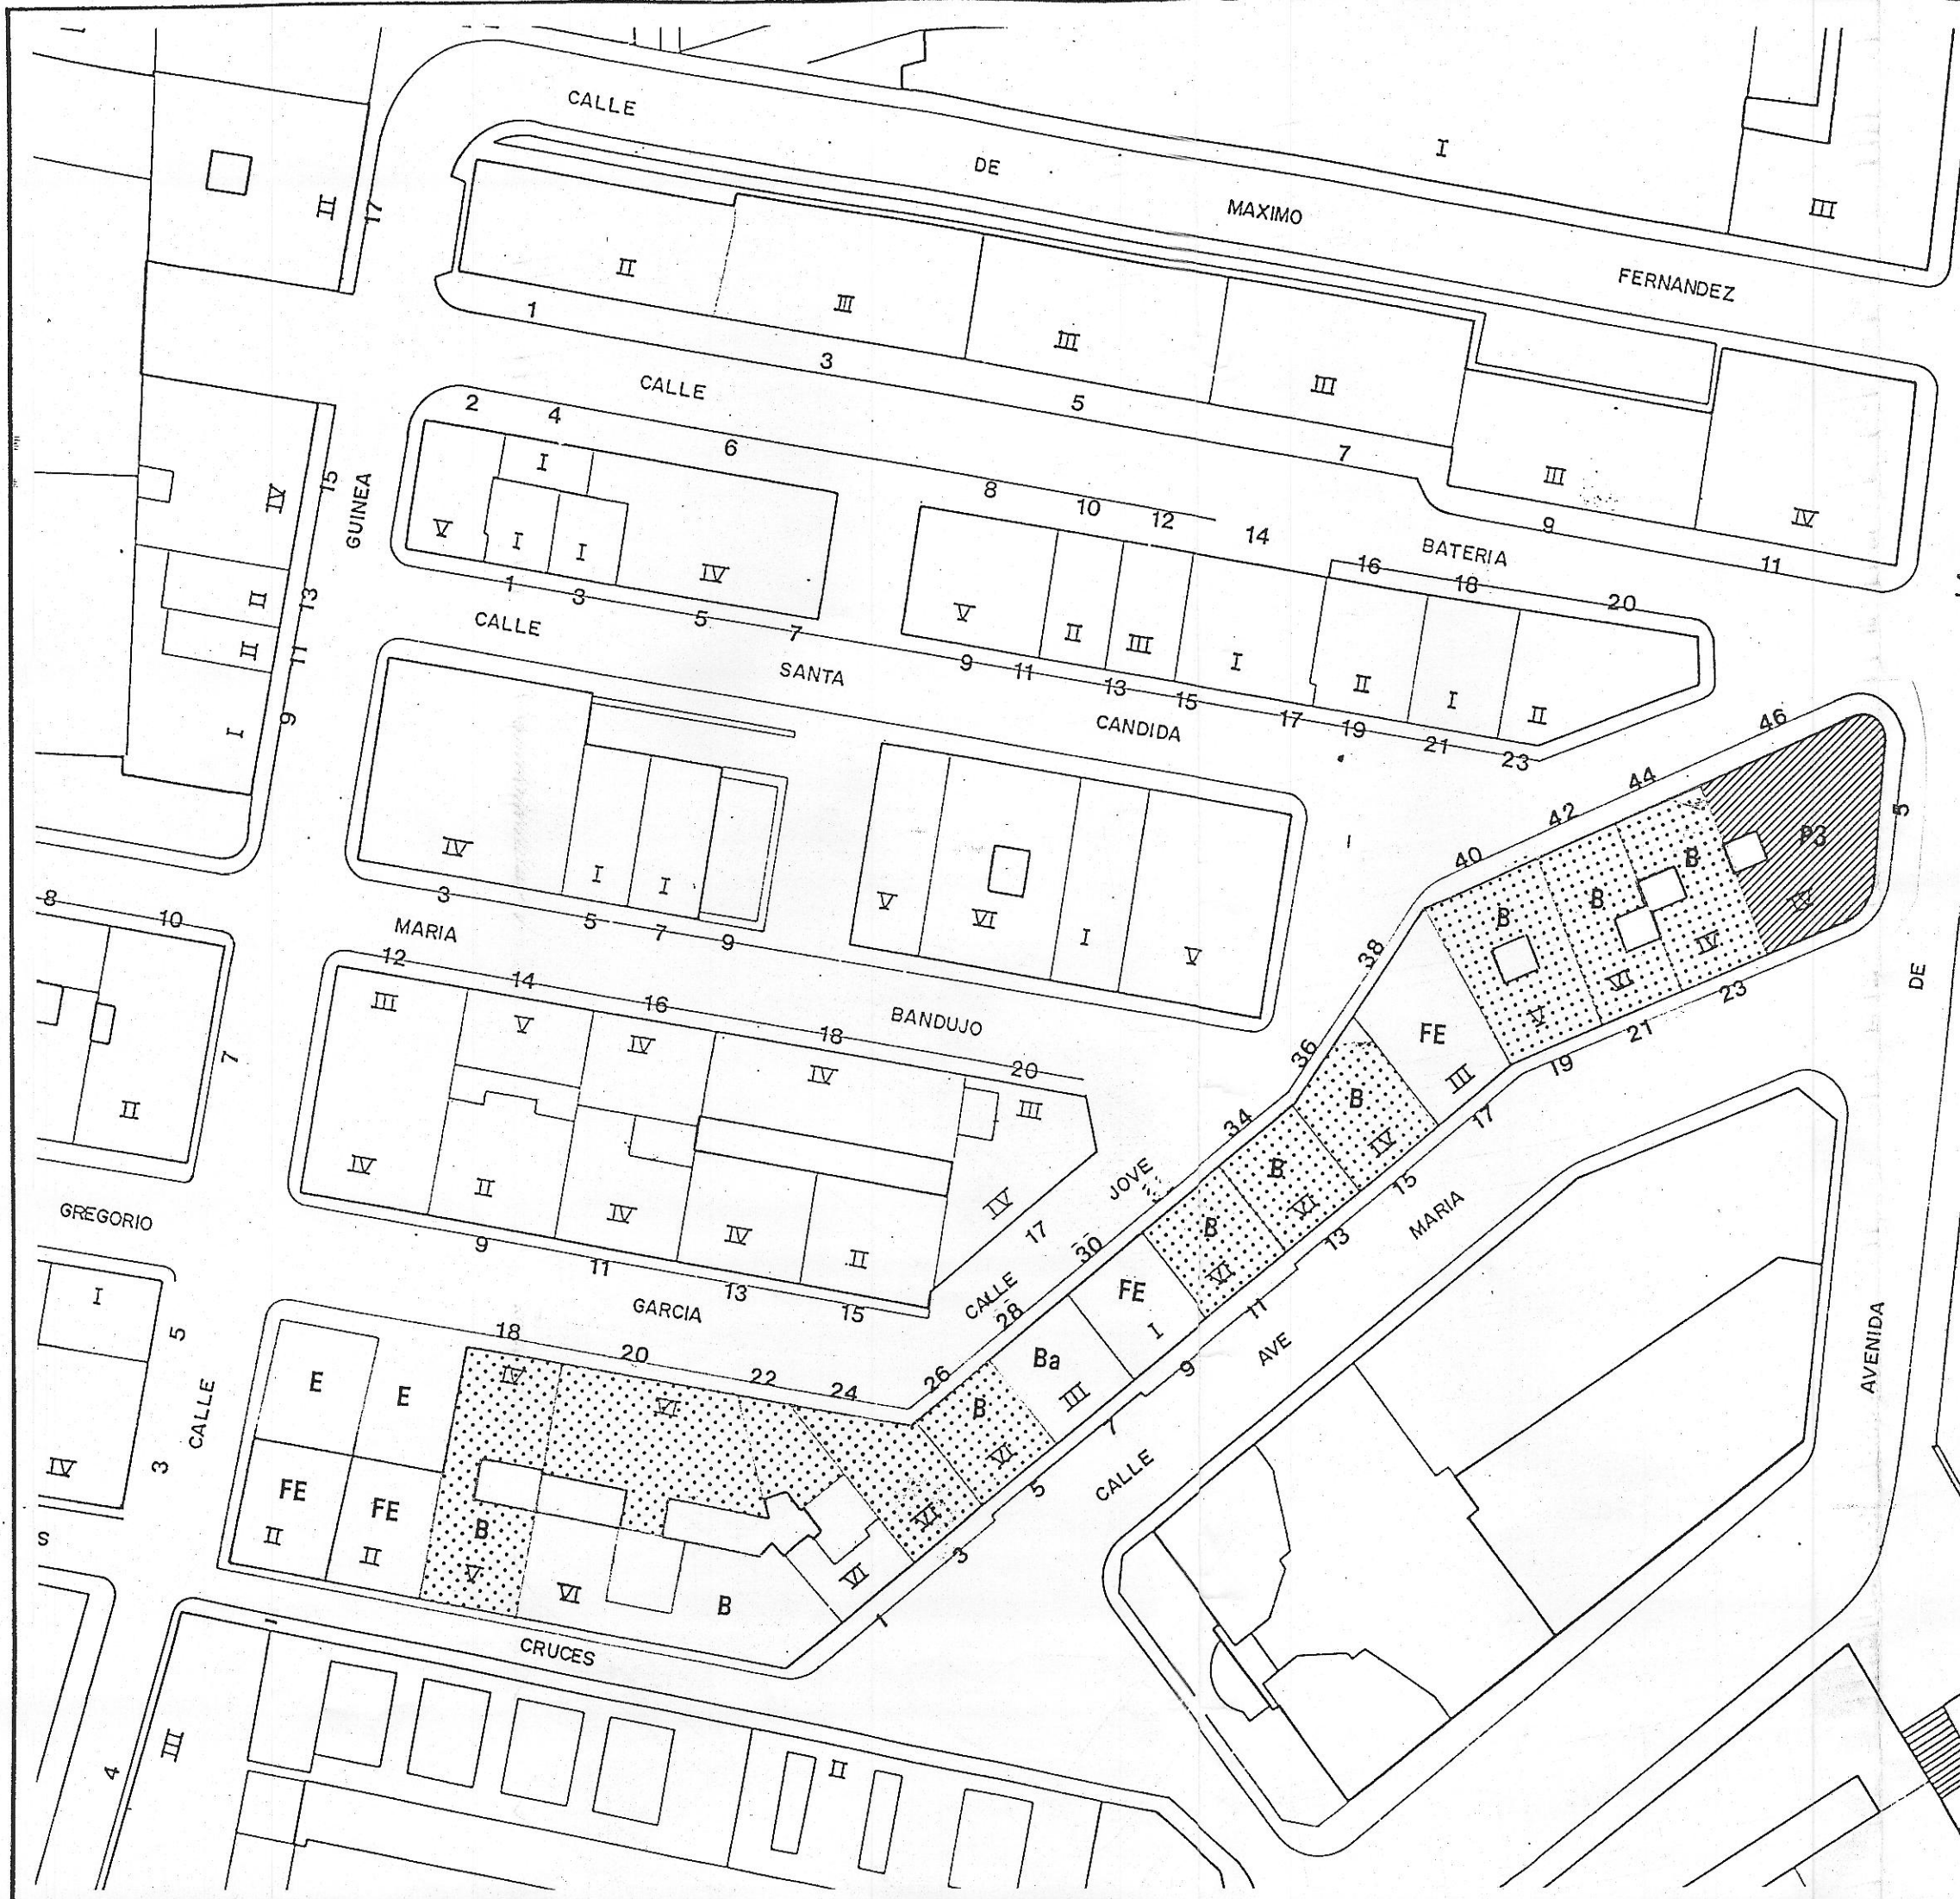 CALLE
DE
MAXIMO
FERNANDEZ
I
III
II
17
II
III
III
III
III
IV
1
3
5
7
9
11
CALLE
BATERIA
2
4
6
8
10
12
14
16
18
20
I
V
I
I
IV
V
II
III
I
II
I
II
1
3
5
7
9
11
13
15
17
19
21
23
GUINEA
15
IV
13
II
11
II
9
I
CALLE
SANTA
CANDIDA
IV
I
I
V
VI
I
V
3
5
7
9
8
10
II
7
MARIA
BANDUJO
12
14
16
18
20
III
V
IV
IV
III
IV
II
IV
IV
II
IV
9
11
13
15
17
GREGORIO
GARCIA
I
5
IV
3
CALLE
S
18
20
22
24
26
28
30
34
36
38
40
42
44
46
CALLE
JOVE
E
E
FE
II
FE
II
IV
VI
B
V
VI
B
VI
VI
B
VI
Ba
III
FE
I
B
VI
B
VI
B
IV
FE
III
B
V
B
VI
B
IV
P3
IV
5
1
3
5
7
9
11
13
15
17
19
21
23
CALLE
AVE
MARIA
AVENIDA
DE
CRUCES
4
III
II